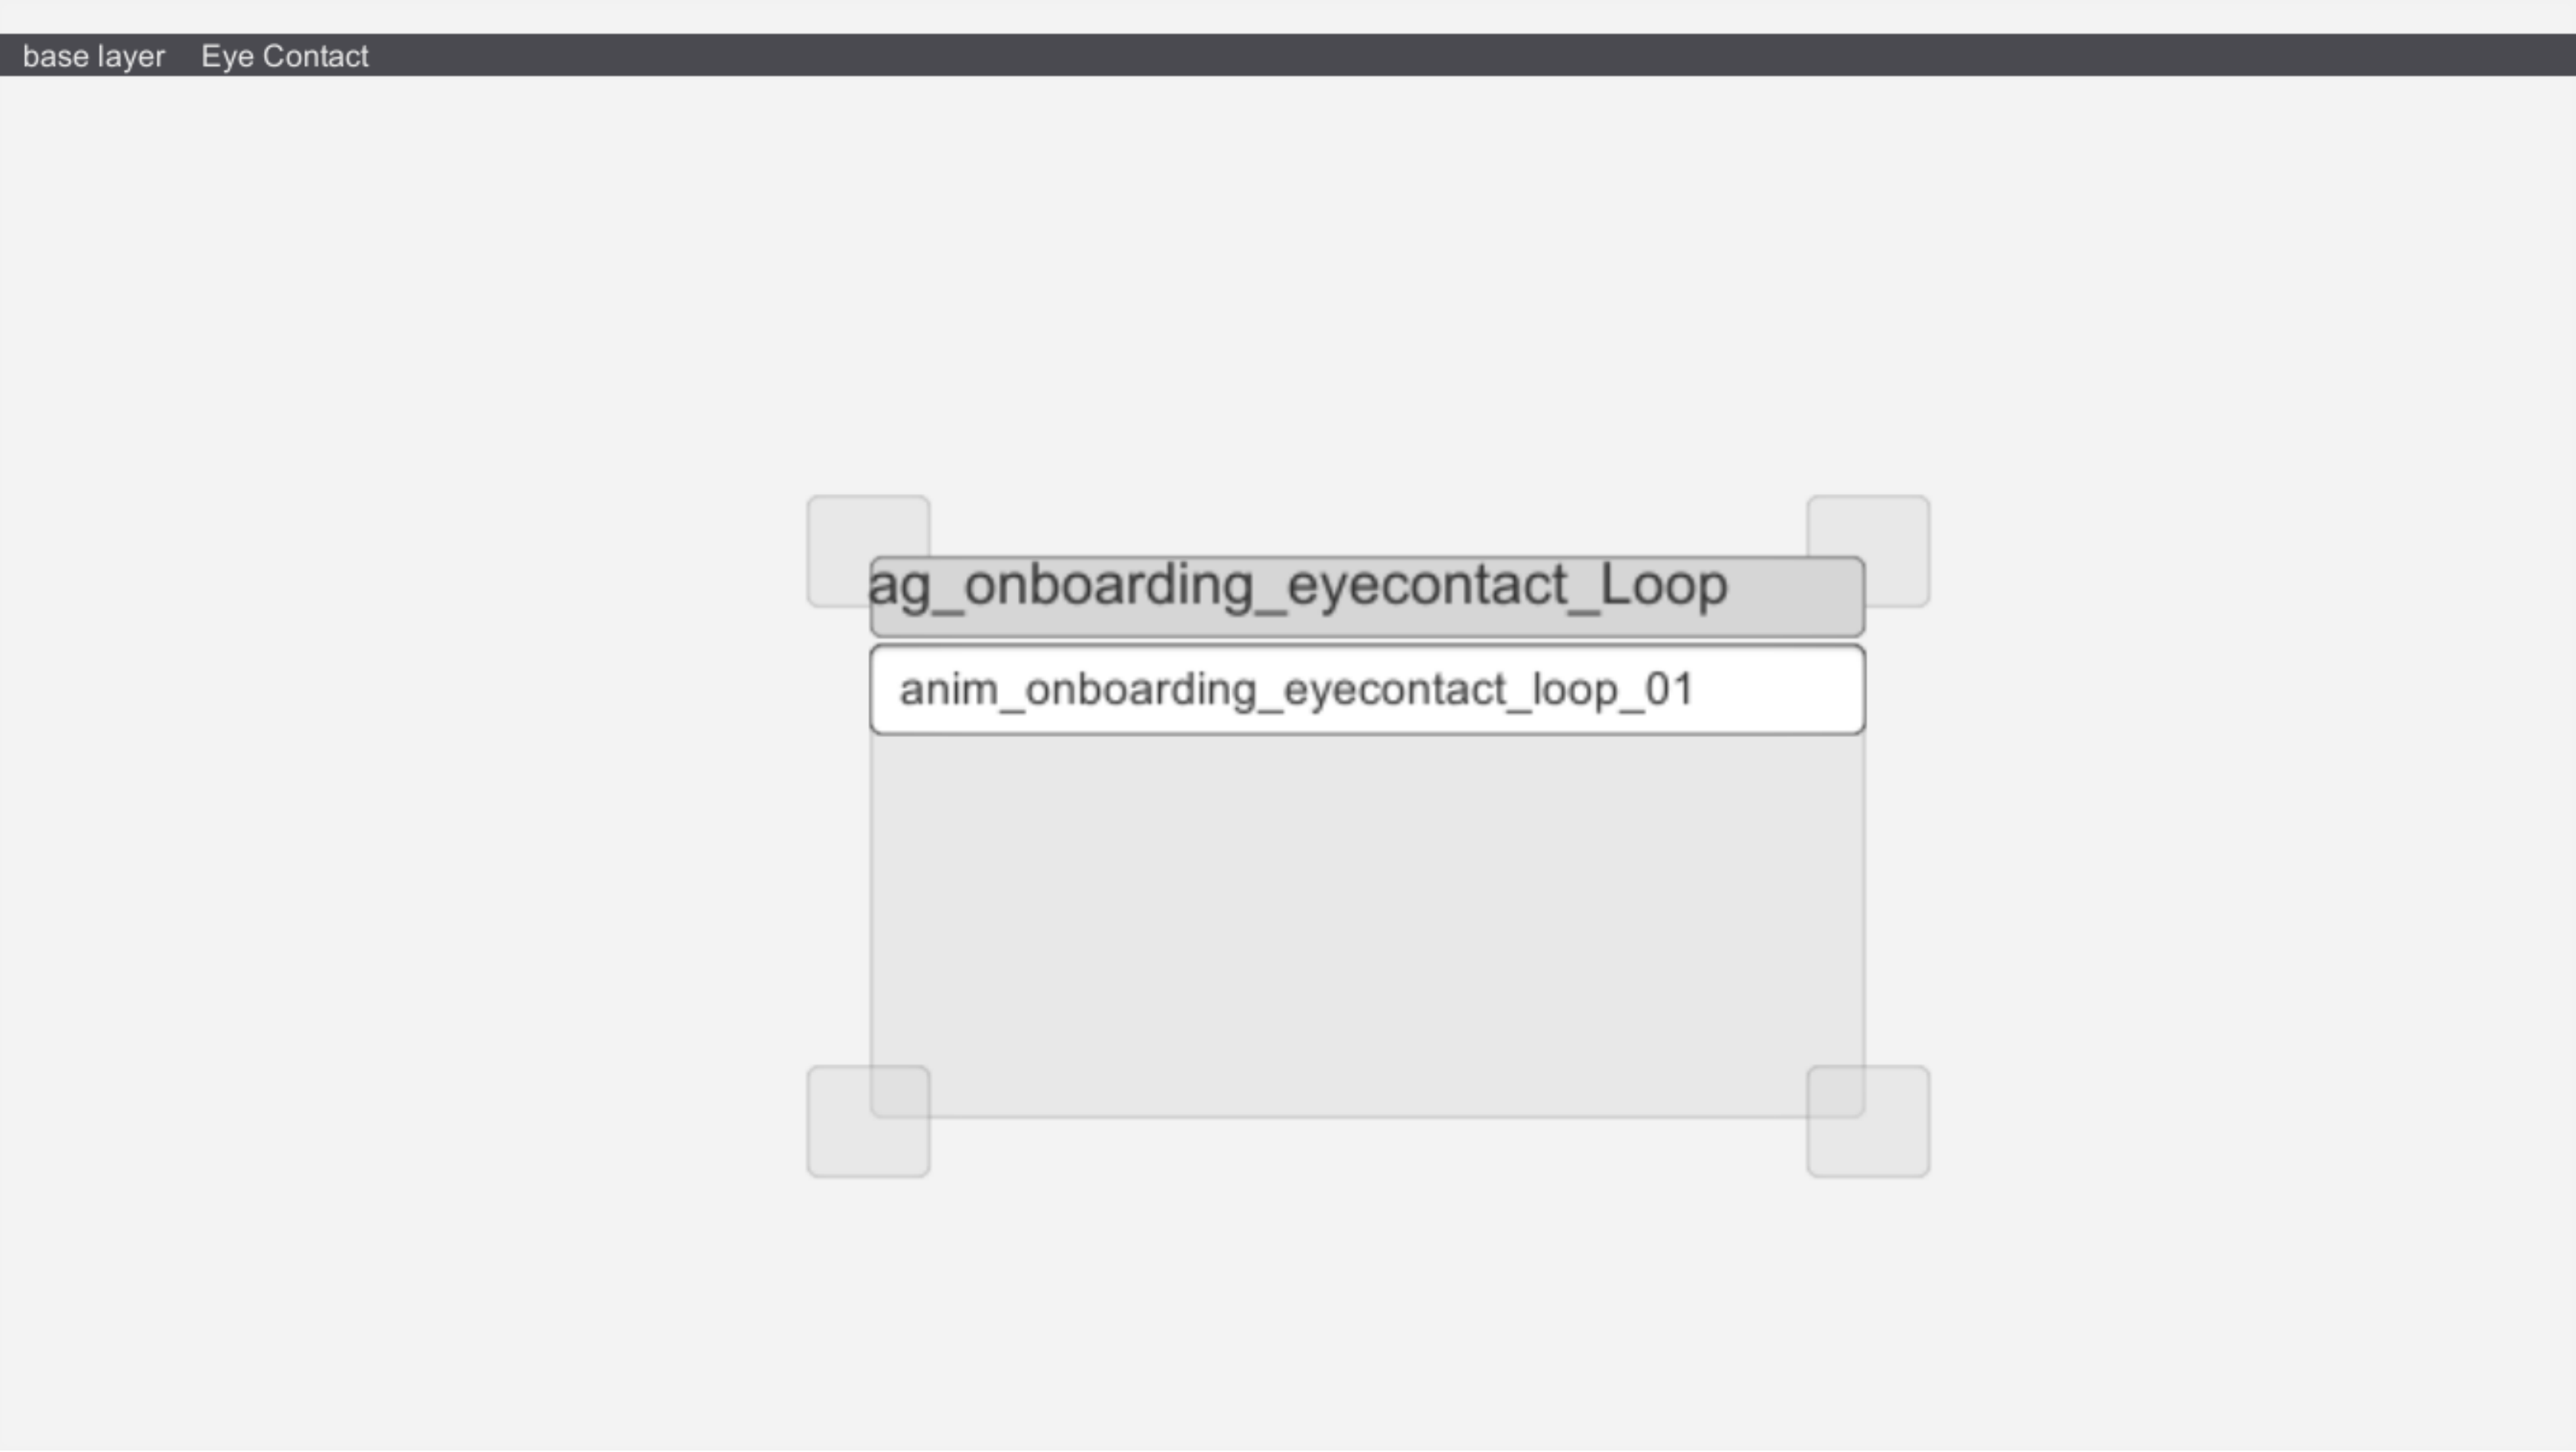 base layer Eye Contact
ag_onboarding_eyecontact_Loop
anim_onboarding_eyecontact_loop_01